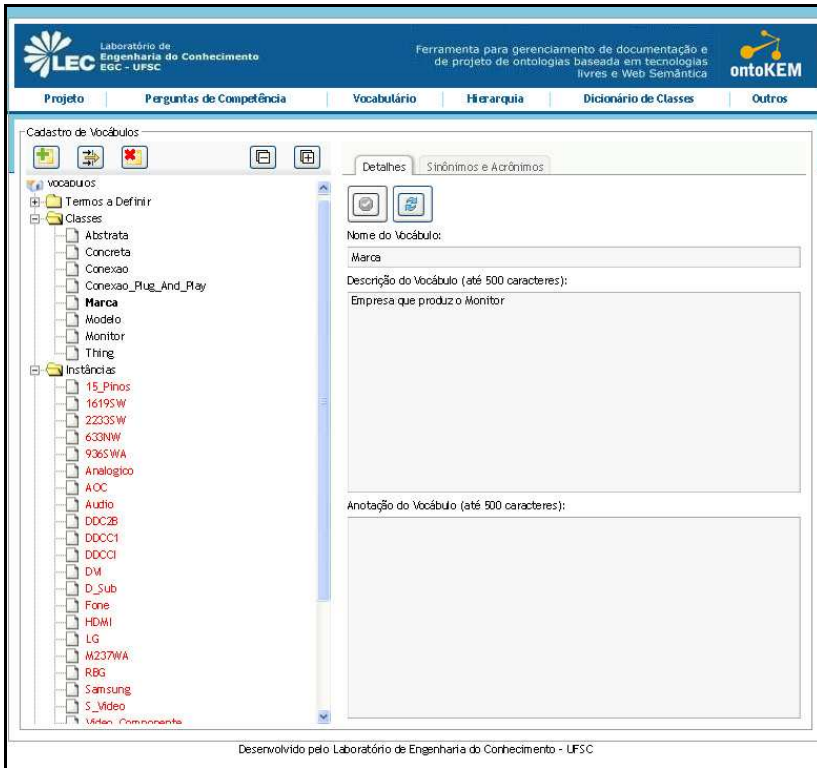 LEC
Laboratório de
Engenharia do Conhecimento
EGC - UFSC
Ferramenta para gerenciamento de documentação e
de projeto de ontologias baseada em tecnologias
livres e Web Semântica
ontoKEM
Projeto Perguntas de Competência Vocabulário Hierarquia Dicionário de Classes Outros
Cadastro de Vocábulos
vocabulos
Termos a Definir
Classes
Abstrata
Concreta
Conexao
Conexao_Plug_And_Play
Marca
Modelo
Monitor
Thing
Instâncias
15_Pinos
1619SW
2233SW
633NW
936SWA
Analogico
AOC
Audio
DDC2B
DDCC1
DDCCI
DVI
D_Sub
Fone
HDMI
LG
M237WA
RBG
Samsung
S_Video
Video_Componente
Detalhes Sinônimos e Acrônimos
Nome do Vocábulo:
Marca
Descrição do Vocábulo (até 500 caracteres):
Empresa que produz o Monitor
Anotação do Vocábulo (até 500 caracteres):
Desenvolvido pelo Laboratório de Engenharia do Conhecimento - UFSC